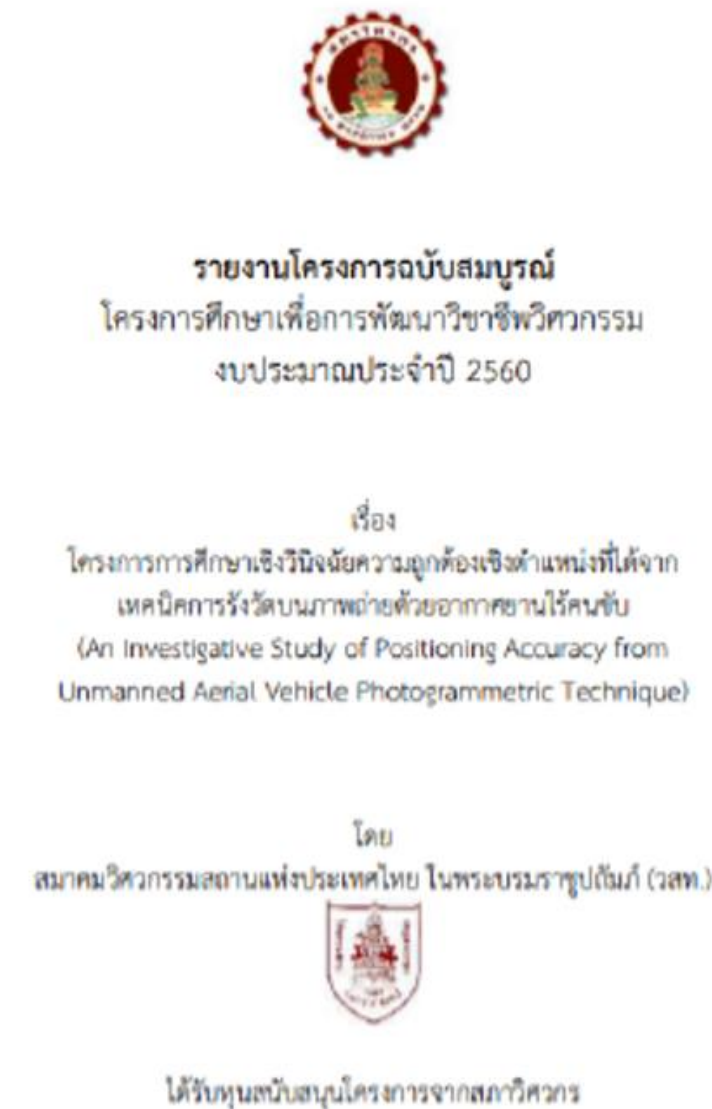 รายงานโครงการฉบับสมบูรณ์
โครงการศึกษาเพื่อการพัฒนาวิชาชีพวิศวกรรม
งบประมาณประจำปี 2560
เรื่อง
โครงการการศึกษาเชิงวินิจฉัยความถูกต้องเชิงตำแหน่งที่ได้จาก
เทคนิคการรังวัดบนภาพถ่ายด้วยอากาศยานไร้คนขับ
(An Investigative Study of Positioning Accuracy from
Unmanned Aerial Vehicle Photogrammetric Technique)
โดย
สมาคมวิศวกรรมสถานแห่งประเทศไทย ในพระบรมราชูปถัมภ์ (วสท.)
ได้รับทุนสนับสนุนโครงการจากสภาวิศวกร